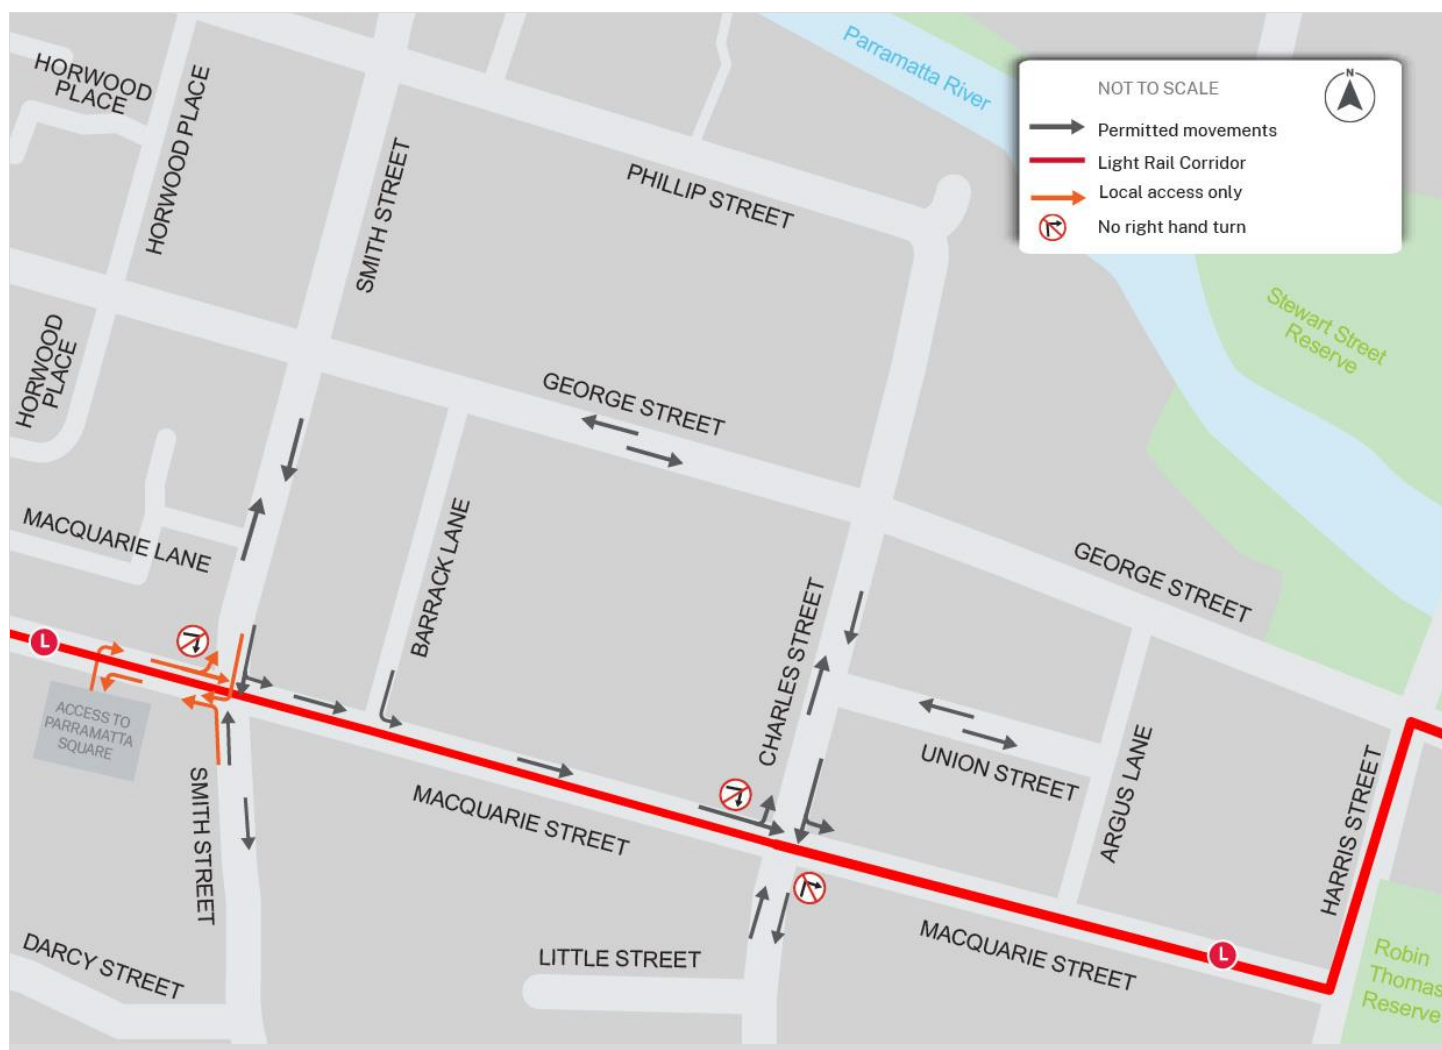 Parramatta River
N
NOT TO SCALE
Permitted movements
Light Rail Corridor
Local access only
No right hand turn
HORWOOD
PLACE
HORWOOD PLACE
SMITH STREET
PHILLIP STREET
Stewart Street
Reserve
HORWOOD
PLACE
GEORGE STREET
MACQUARIE LANE
BARRACK LANE
GEORGE STREET
CHARLES STREET
L
ACCESS TO
PARRAMATTA
SQUARE
UNION STREET
ARGUS LANE
HARRIS STREET
SMITH STREET
MACQUARIE STREET
MACQUARIE STREET
L
LITTLE STREET
DARCY STREET
Robin
Thomas
Reserve